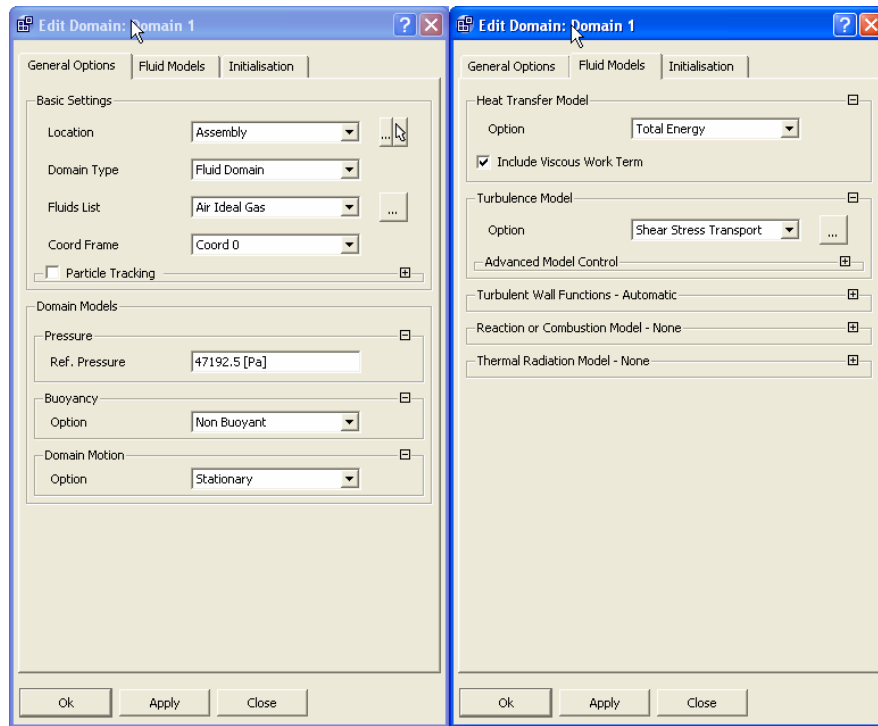 Edit Domain: Domain 1
General Options Fluid Models Initialisation
Basic Settings
Location Assembly ...
Domain Type Fluid Domain
Fluids List Air Ideal Gas ...
Coord Frame Coord 0
Particle Tracking
Domain Models
Pressure
Ref. Pressure 47192.5 [Pa]
Buoyancy
Option Non Buoyant
Domain Motion
Option Stationary
Ok Apply Close
Edit Domain: Domain 1
General Options Fluid Models Initialisation
Heat Transfer Model
Option Total Energy
Include Viscous Work Term
Turbulence Model
Option Shear Stress Transport ...
Advanced Model Control
Turbulent Wall Functions - Automatic
Reaction or Combustion Model - None
Thermal Radiation Model - None
Ok Apply Close